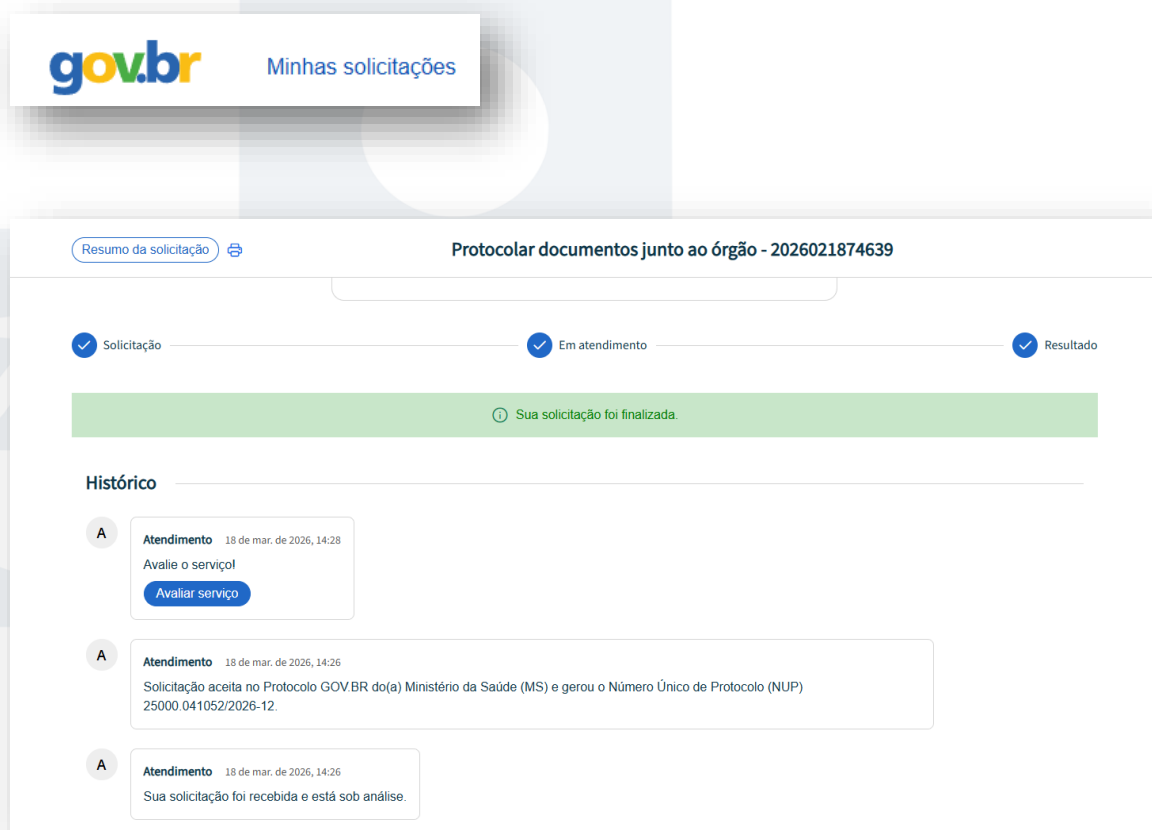 gov.br
Minhas solicitações
Resumo da solicitação
Protocolar documentos junto ao órgão - 2026021874639
Solicitação
Em atendimento
Resultado
Sua solicitação foi finalizada.
Histórico
A
Atendimento 18 de mar. de 2026, 14:28
Avalie o serviço!
Avaliar serviço
A
Atendimento 18 de mar. de 2026, 14:26
Solicitação aceita no Protocolo GOV.BR do(a) Ministério da Saúde (MS) e gerou o Número Único de Protocolo (NUP)
25000.041052/2026-12.
A
Atendimento 18 de mar. de 2026, 14:26
Sua solicitação foi recebida e está sob análise.